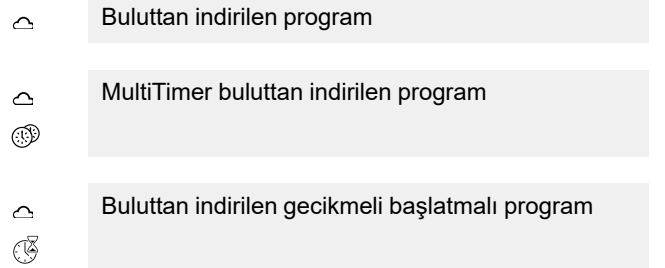 Buluttan indirilen program
MultiTimer buluttan indirilen program
Buluttan indirilen gecikmeli başlatmalı program